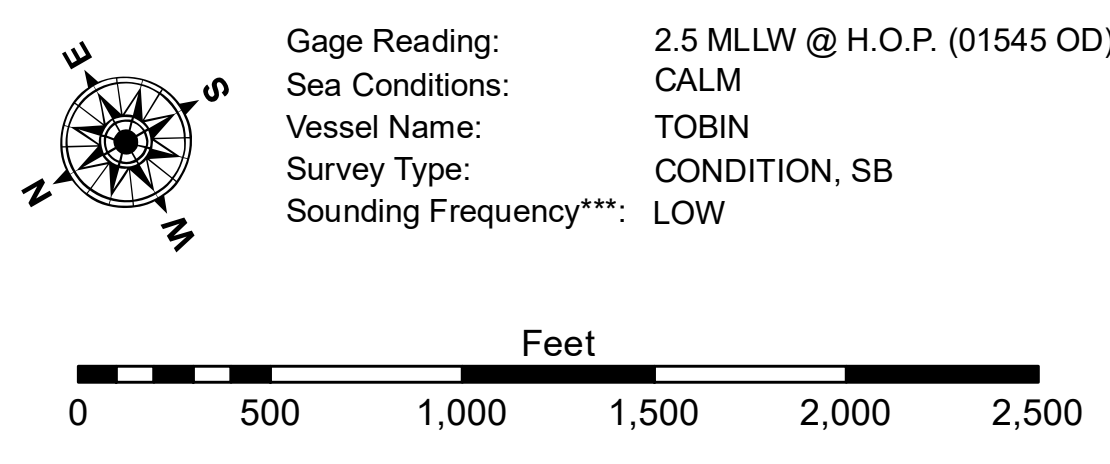 E
S
N
W
Gage Reading: 2.5 MLLW @ H.O.P. (01545 OD)
Sea Conditions: CALM
Vessel Name: TOBIN
Survey Type: CONDITION, SB
Sounding Frequency***: LOW
Feet
0 500 1,000 1,500 2,000 2,500